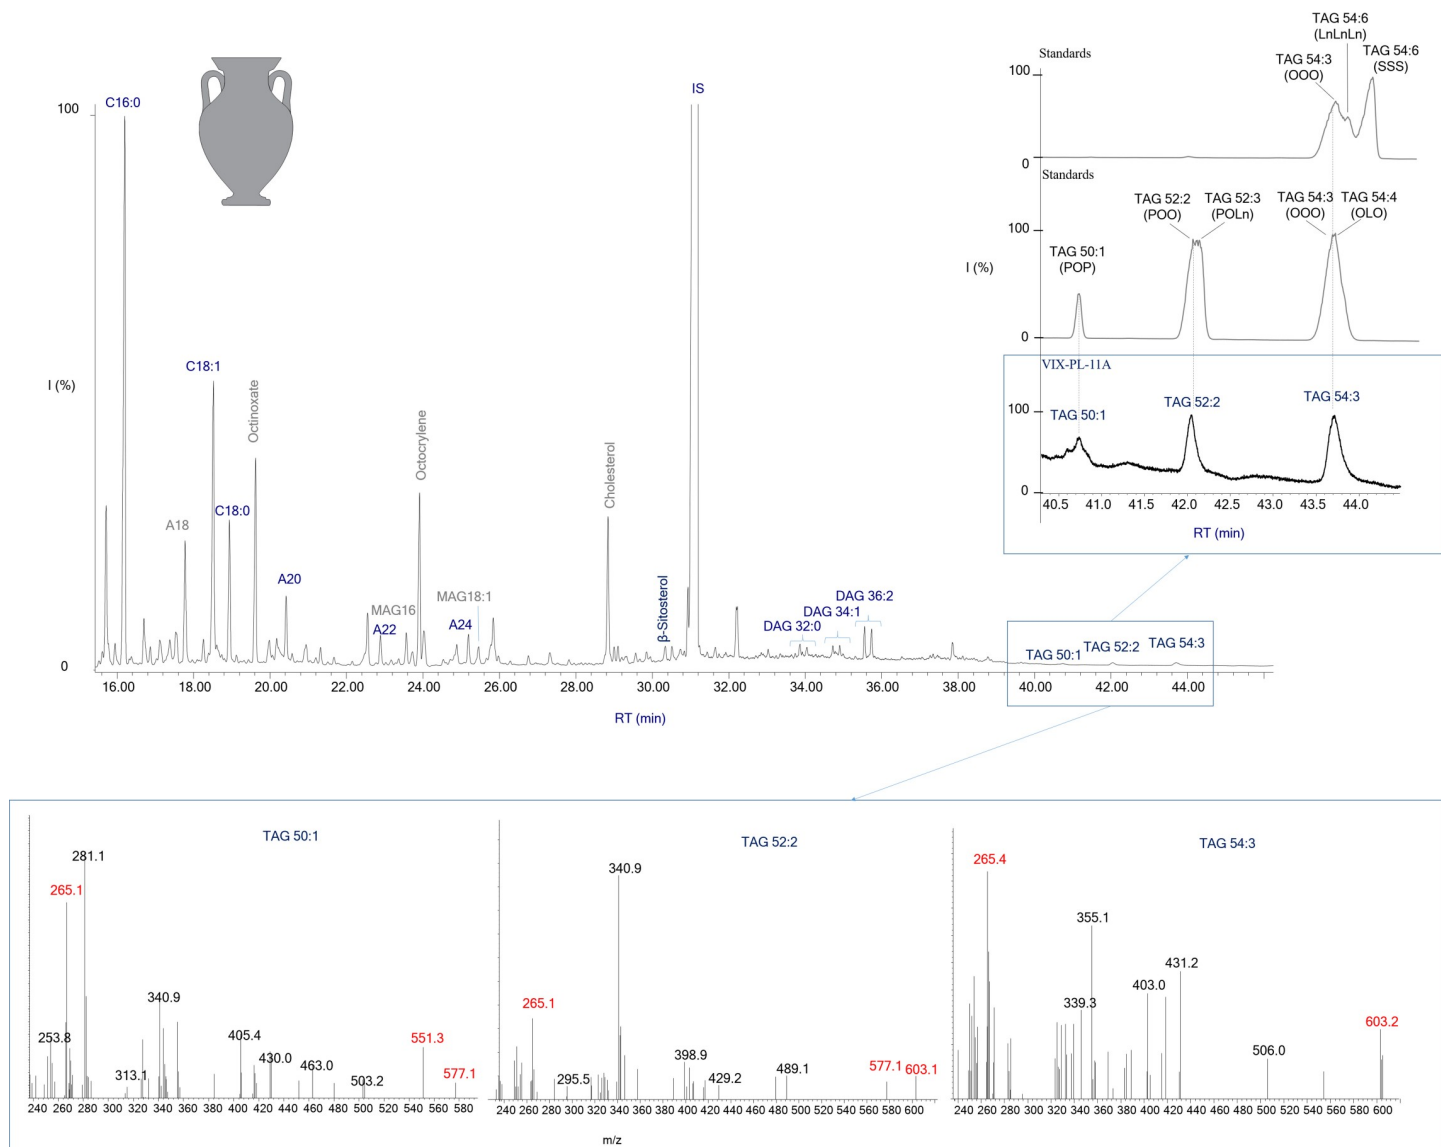 100
C16:0
C18:1
I (%)
Octinoxate
A18
C18:0
A20
MAG16
A22
Octocrylene
MAG18:1
A24
Cholesterol
β-Sitosterol
IS
DAG 32:0
DAG 34:1
DAG 36:2
TAG 50:1
TAG 52:2
TAG 54:3
0
16.00 18.00 20.00 22.00 24.00 26.00 28.00 30.00 32.00 34.00 36.00 38.00 40.00 42.00 44.00
RT (min)
Standards
100
0
TAG 54:3
(OOO)
TAG 54:6
(LnLnLn)
TAG 54:6
(SSS)
Standards
I (%)
100
0
TAG 50:1
(POP)
TAG 52:2
(POO)
TAG 52:3
(POLn)
TAG 54:3
(OOO)
TAG 54:4
(OLO)
VIX-PL-11A
100
0
TAG 50:1
TAG 52:2
TAG 54:3
40.5 41.0 41.5 42.0 42.5 43.0 43.5 44.0
RT (min)
TAG 50:1
281.1
265.1
253.8
313.1
340.9
405.4
430.0
463.0
503.2
551.3
577.1
240 260 280 300 320 340 360 380 400 420 440 460 480 500 520 540 560 580
TAG 52:2
340.9
265.1
295.5
398.9
429.2
489.1
577.1
603.1
240 260 280 300 320 340 360 380 400 420 440 460 480 500 520 540 560 580 600 620
TAG 54:3
265.4
355.1
339.3
403.0
431.2
506.0
603.2
240 260 280 300 320 340 360 380 400 420 440 460 480 500 520 540 560 580 600
m/z